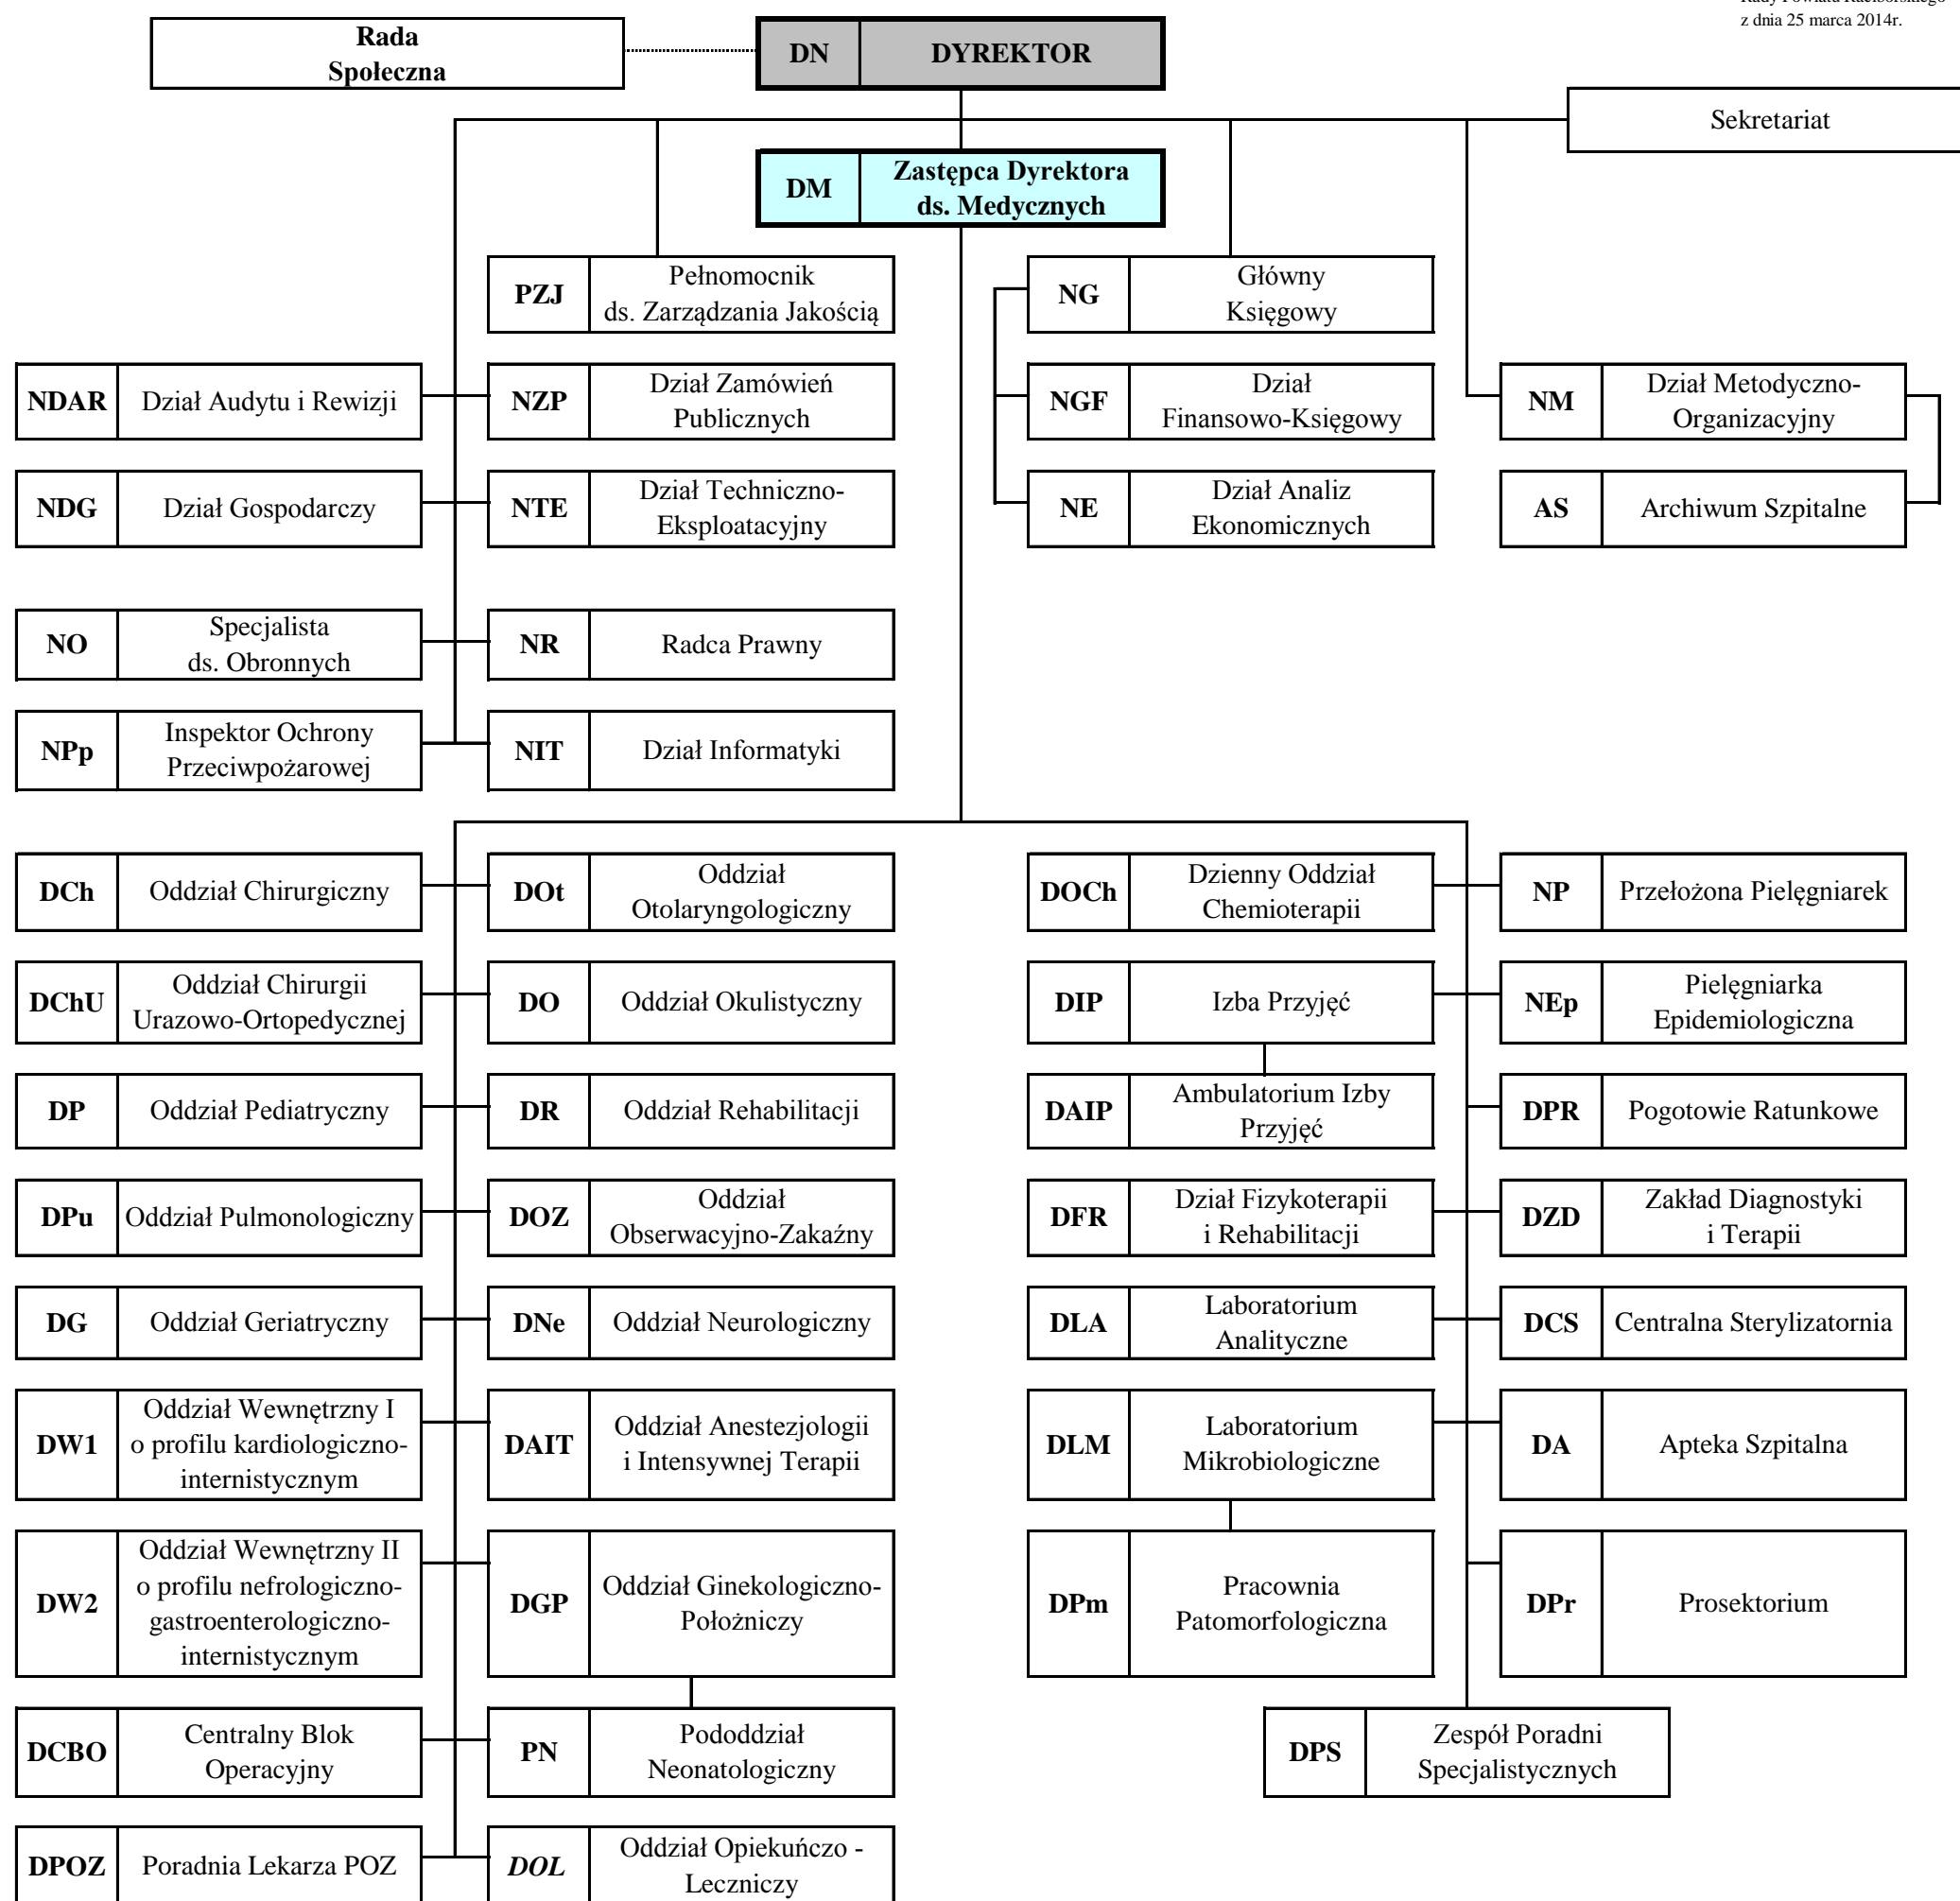 Rady Powiatu Raciborskiego
z dnia 25 marca 2014r.
Rada
Społeczna
DN
DYREKTOR
Sekretariat
DM
Zastępca Dyrektora
ds. Medycznych
PZJ
Pełnomocnik
ds. Zarządzania Jakością
NG
Główny
Księgowy
NDAR
Dział Audytu i Rewizji
NZP
Dział Zamówień
Publicznych
NGF
Dział
Finansowo-Księgowy
NM
Dział Metodyczno-
Organizacyjny
NDG
Dział Gospodarczy
NTE
Dział Techniczno-
Eksploatacyjny
NE
Dział Analiz
Ekonomicznych
AS
Archiwum Szpitalne
NO
Specjalista
ds. Obronnych
NR
Radca Prawny
NPp
Inspektor Ochrony
Przeciwpożarowej
NIT
Dział Informatyki
DCh
Oddział Chirurgiczny
DOt
Oddział
Otolaryngologiczny
DOCh
Dzienny Oddział
Chemioterapii
NP
Przełożona Pielęgniarek
DChU
Oddział Chirurgii
Urazowo-Ortopedycznej
DO
Oddział Okulistyczny
DIP
Izba Przyjęć
NEp
Pielęgniarka
Epidemiologiczna
DP
Oddział Pediatryczny
DR
Oddział Rehabilitacji
DAIP
Ambulatorium Izby
Przyjęć
DPR
Pogotowie Ratunkowe
DPu
Oddział Pulmonologiczny
DOZ
Oddział
Obserwacyjno-Zakaźny
DFR
Dział Fizykoterapii
i Rehabilitacji
DZD
Zakład Diagnostyki
i Terapii
DG
Oddział Geriatryczny
DNe
Oddział Neurologiczny
DLA
Laboratorium
Analityczne
DCS
Centralna Sterylizatornia
DW1
Oddział Wewnętrzny I
o profilu kardiologiczno-
internistycznym
DAIT
Oddział Anestezjologii
i Intensywnej Terapii
DLM
Laboratorium
Mikrobiologiczne
DA
Apteka Szpitalna
DW2
Oddział Wewnętrzny II
o profilu nefrologiczno-
gastroenterologiczno-
internistycznym
DGP
Oddział Ginekologiczno-
Położniczy
DPm
Pracownia
Patomorfologiczna
DPr
Prosektorium
DCBO
Centralny Blok
Operacyjny
PN
Pododdział
Neonatologiczny
DPS
Zespół Poradni
Specjalistycznych
DPOZ
Poradnia Lekarza POZ
DOL
Oddział Opiekuńczo -
Leczniczy